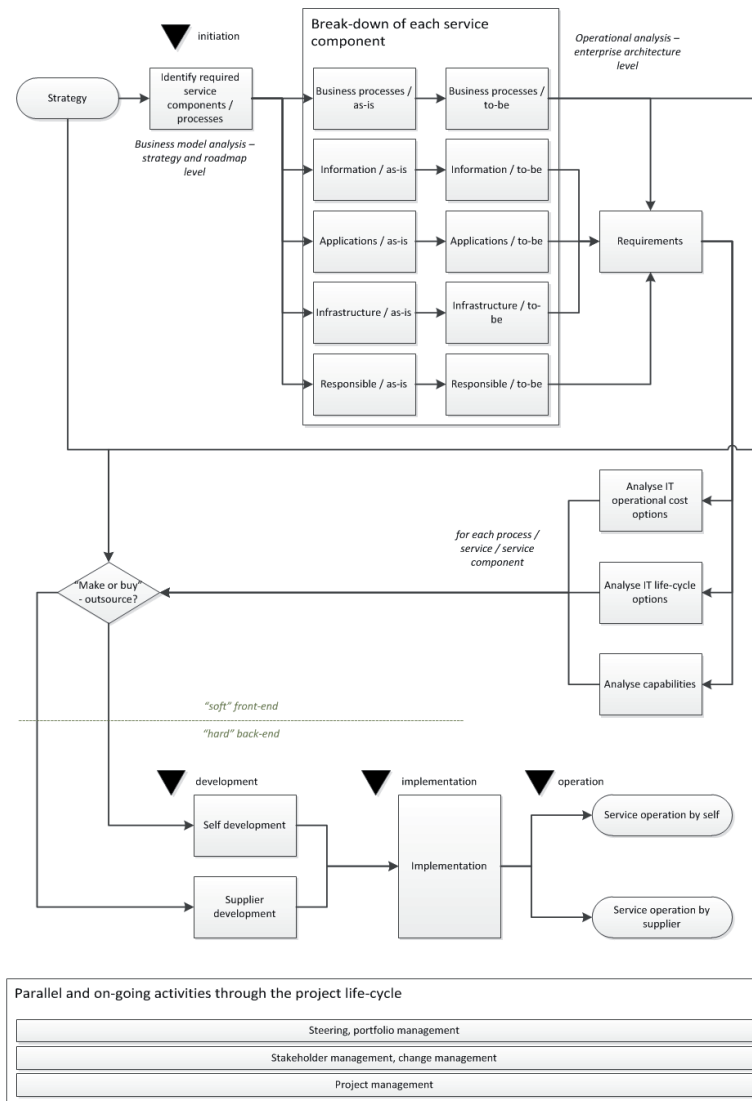 Break-down of each service
component
initiation
Operational analysis –
enterprise architecture
level
Strategy
Identify required
service
components /
processes
Business processes /
as-is
Business processes /
to-be
Business model analysis –
strategy and roadmap
level
Information / as-is
Information / to-be
Applications / as-is
Applications / to-be
Requirements
Infrastructure / as-is
Infrastructure / to-
be
Responsible / as-is
Responsible / to-be
Analyse IT
operational cost
options
for each process /
service / service
component
"Make or buy"
- outsource?
Analyse IT life-cycle
options
Analyse capabilities
"soft" front-end
"hard" back-end
development
implementation
operation
Self development
Service operation by self
Implementation
Supplier
development
Service operation by
supplier
Parallel and on-going activities through the project life-cycle
Steering, portfolio management
Stakeholder management, change management
Project management